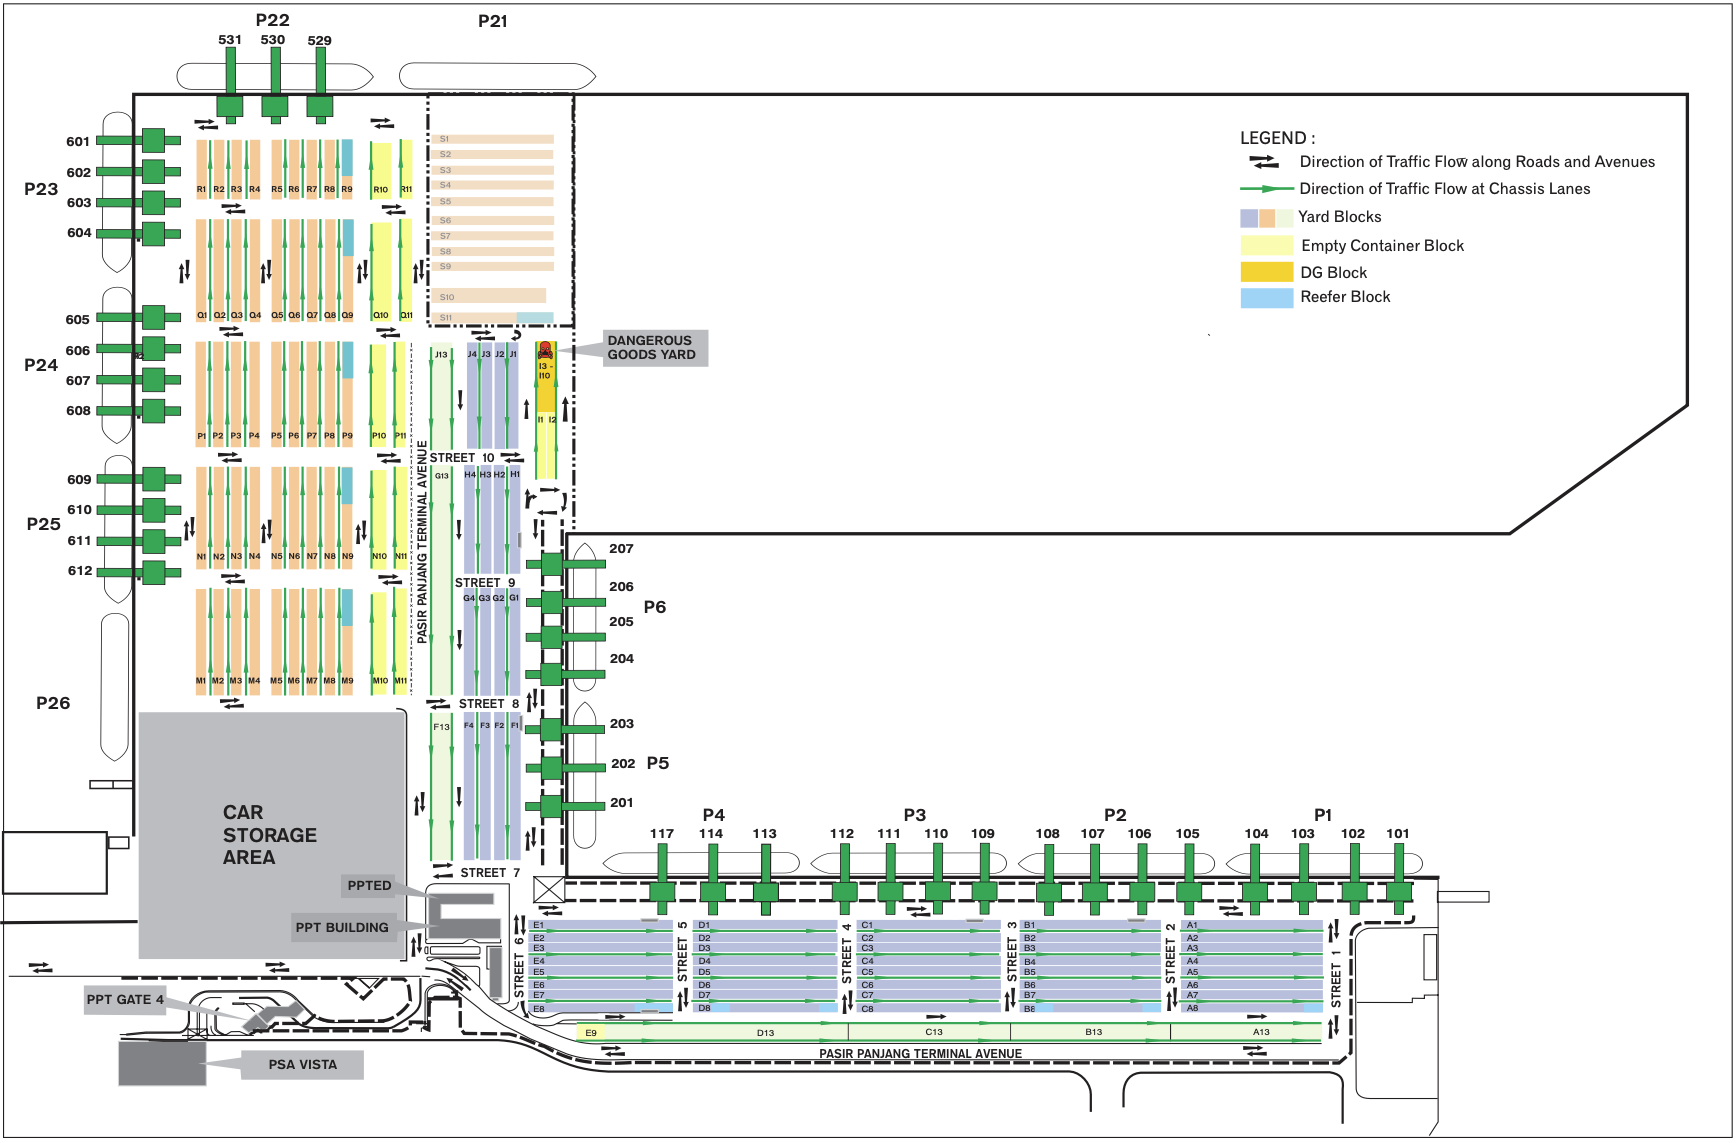 P22
P21
531 530 529
601
602
P23
603
604
605
606
P24
607
608
609
610
P25
611
612
P26
R1 R2 R3 R4 R5 R6 R7 R8 R9 R10 R11
Q1 Q2 Q3 Q4 Q5 Q6 Q7 Q8 Q9 Q10 Q11
P1 P2 P3 P4 P5 P6 P7 P8 P9 P10 P11
N1 N2 N3 N4 N5 N6 N7 N8 N9 N10 N11
M1 M2 M3 M4 M5 M6 M7 M8 M9 M10 M11
S1
S2
S3
S4
S5
S6
S7
S8
S9
S10
S11
LEGEND :
Direction of Traffic Flow along Roads and Avenues
Direction of Traffic Flow at Chassis Lanes
Yard Blocks
Empty Container Block
DG Block
Reefer Block
DANGEROUS
GOODS YARD
J13 J4 J3 J2 J1
I3 -
I10
I1 I2
PASIR PANJANG TERMINAL AVENUE
STREET 10
G13 H4 H3 H2 H1
STREET 9
G4 G3 G2 G1
STREET 8
F13 F4 F3 F2 F1
STREET 7
207
206
P6
205
204
203
202
P5
201
CAR
STORAGE
AREA
PPTED
PPT BUILDING
PPT GATE 4
PSA VISTA
P4 P3 P2 P1
117 114 113 112 111 110 109 108 107 106 105 104 103 102 101
STREET 6
STREET 5
STREET 4
STREET 3
STREET 2
STREET 1
E1 D1 C1 B1 A1
E2 D2 C2 B2 A2
E3 D3 C3 B3 A3
E4 D4 C4 B4 A4
E5 D5 C5 B5 A5
E6 D6 C6 B6 A6
E7 D7 C7 B7 A7
E8 D8 C8 B8 A8
E9 D13 C13 B13 A13
PASIR PANJANG TERMINAL AVENUE